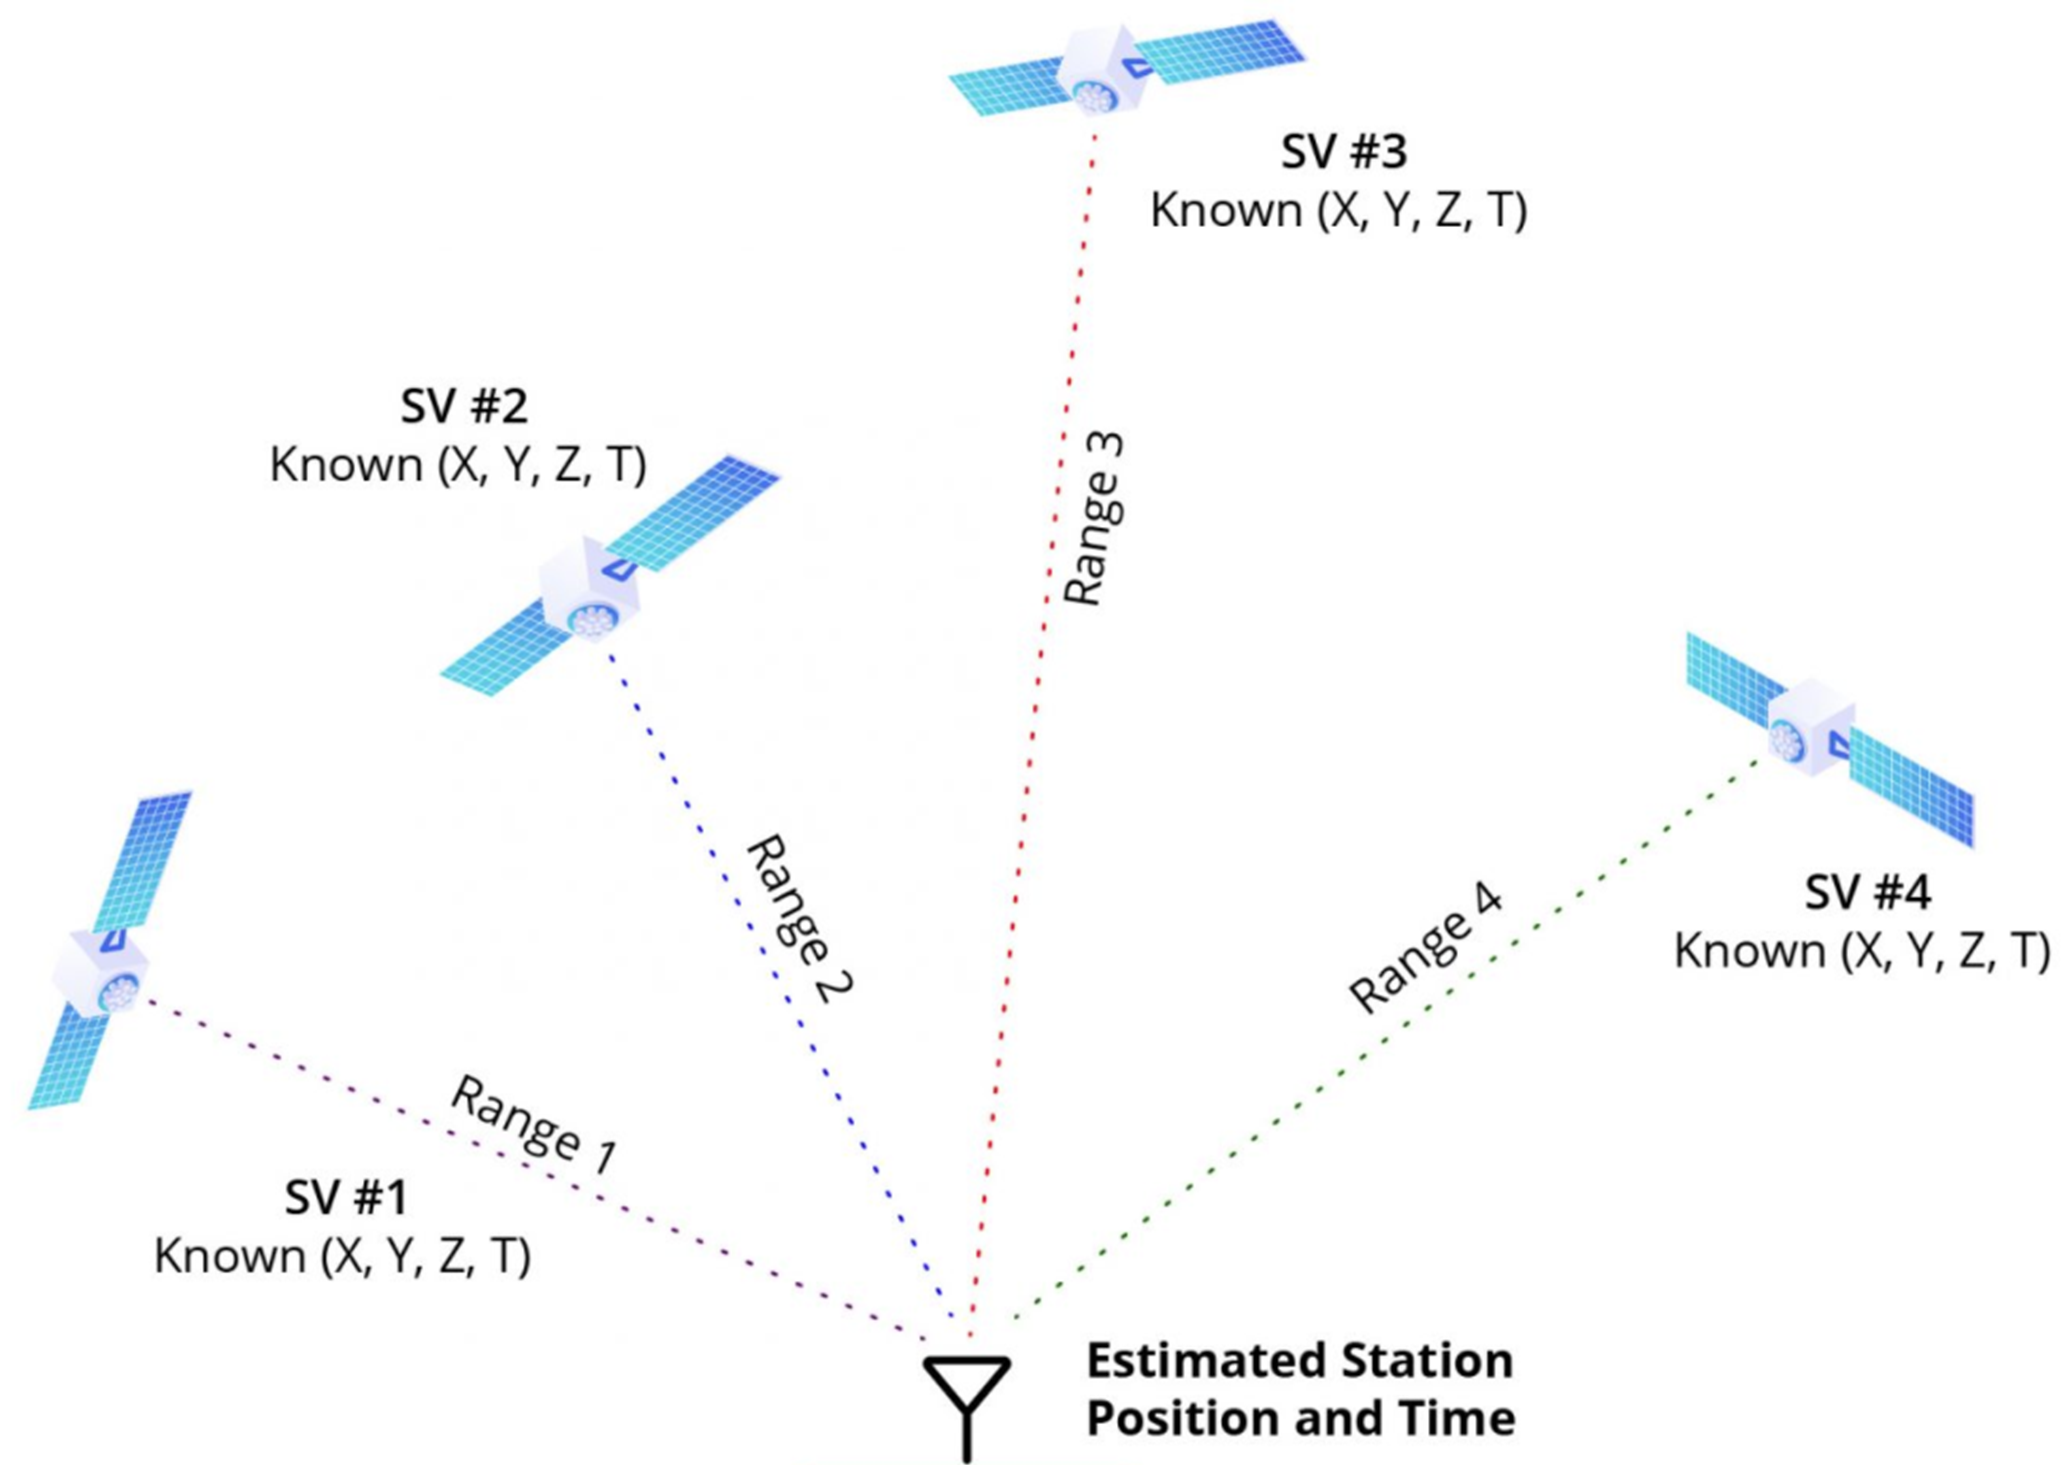 SV #3
Known (X, Y, Z, T)
SV #2
Known (X, Y, Z, T)
Range 3
Range 2
SV #4
Known (X, Y, Z, T)
Range 4
Range 1
SV #1
Known (X, Y, Z, T)
Estimated Station
Position and Time